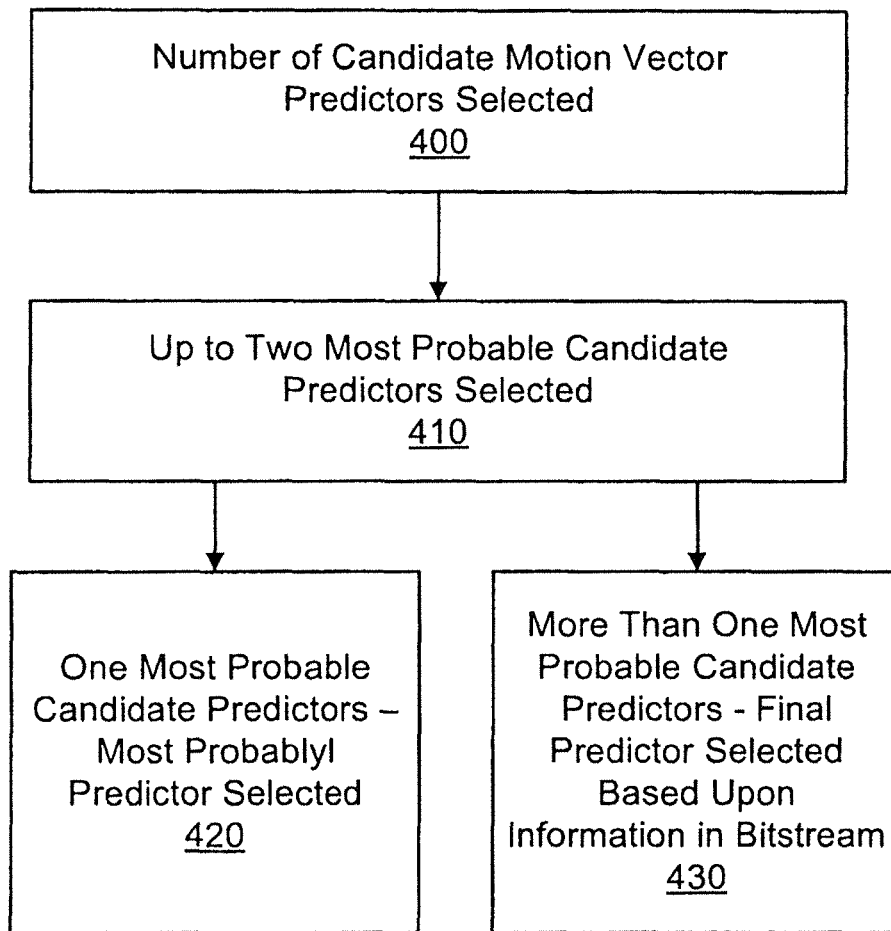 Number of Candidate Motion Vector
Predictors Selected
400
Up to Two Most Probable Candidate
Predictors Selected
410
One Most Probable
Candidate Predictors –
Most Probablyl
Predictor Selected
420
More Than One Most
Probable Candidate
Predictors - Final
Predictor Selected
Based Upon
Information in Bitstream
430